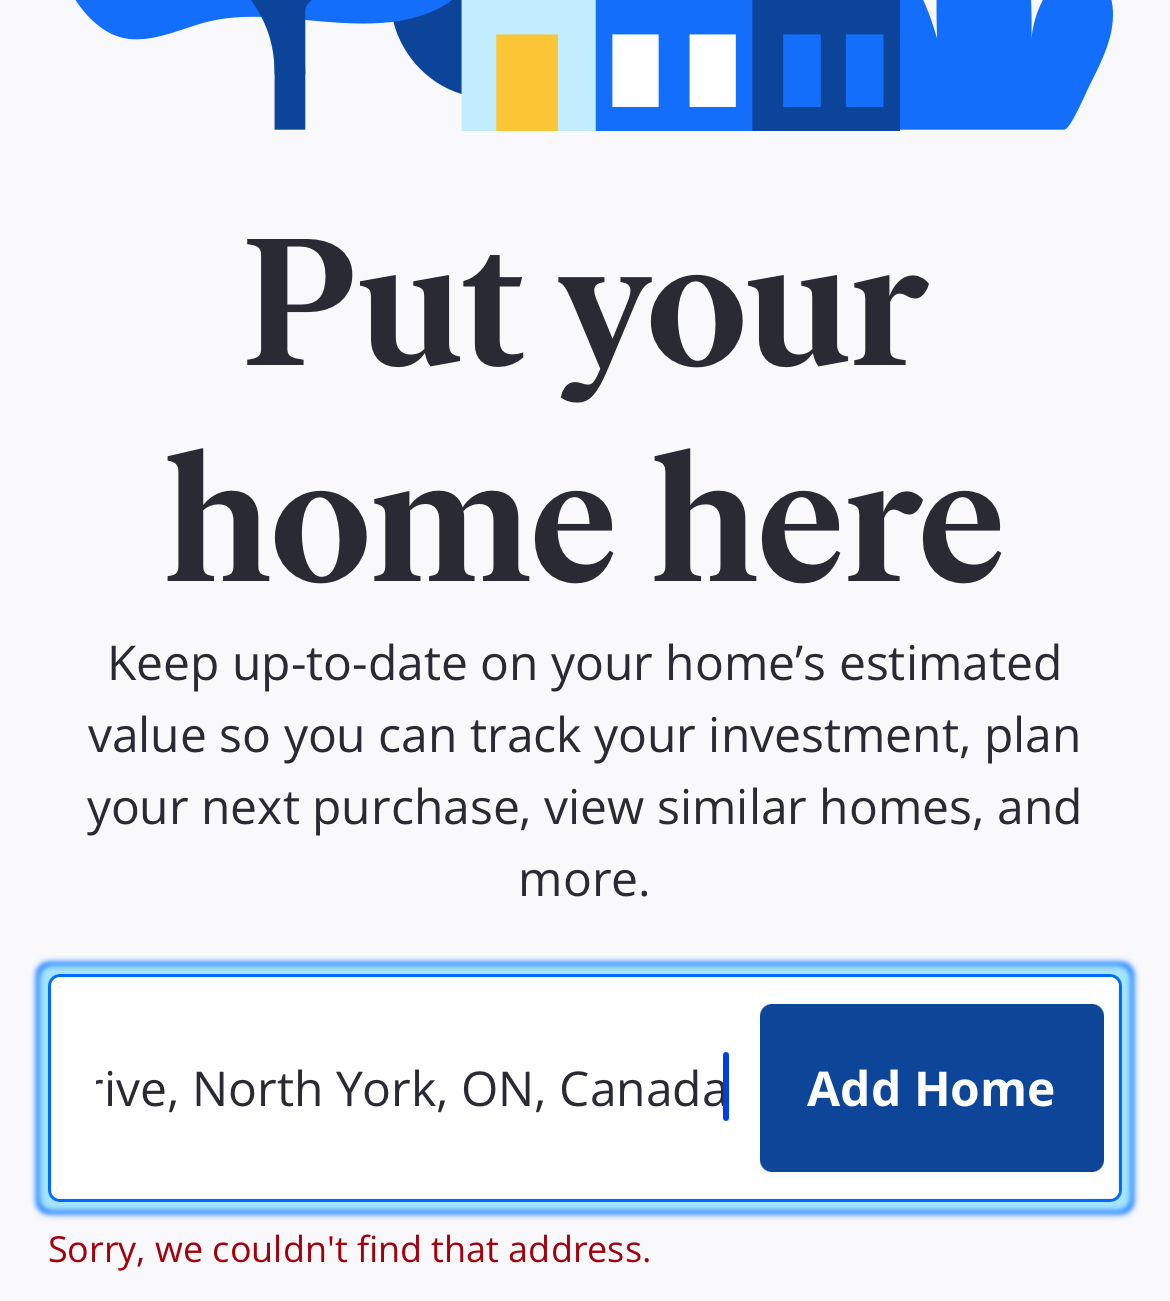 Put your
home here
Keep up-to-date on your home’s estimated
value so you can track your investment, plan
your next purchase, view similar homes, and
more.
rive, North York, ON, Canada
Add Home
Sorry, we couldn't find that address.